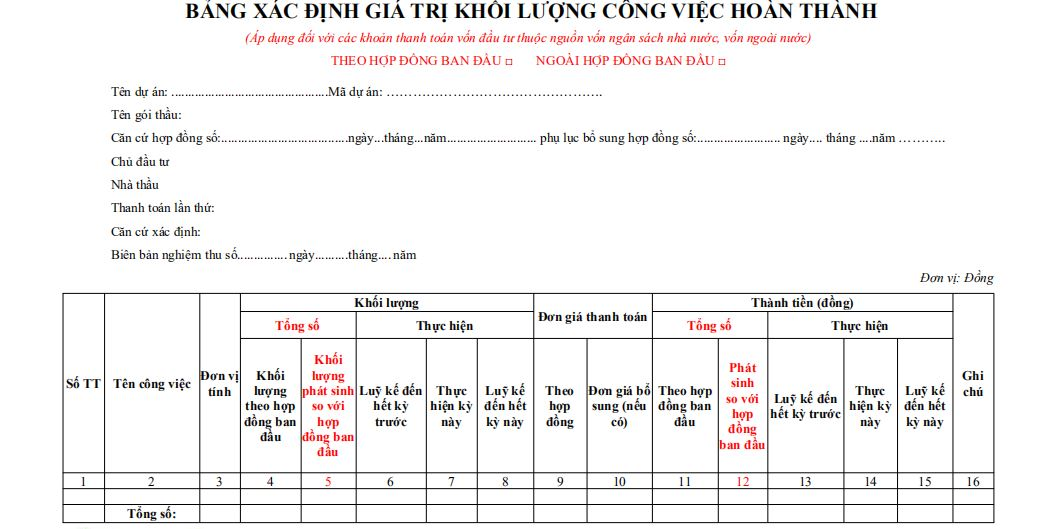 BẢNG XÁC ĐỊNH GIÁ TRỊ KHỐI LƯỢNG CÔNG VIỆC HOÀN THÀNH
(Áp dụng đối với các khoản thanh toán vốn đầu tư thuộc nguồn vốn ngân sách nhà nước, vốn ngoài nước)
THEO HỢP ĐỒNG BAN ĐẦU □ NGOÀI HỢP ĐỒNG BAN ĐẦU □
Tên dự án: ...............................................Mã dự án: …………………………………………
Tên gói thầu:
Căn cứ hợp đồng số:......................................ngày...tháng...năm........................... phụ lục bổ sung hợp đồng số:......................... ngày.... tháng ....năm ………..
Chủ đầu tư
Nhà thầu
Thanh toán lần thứ:
Căn cứ xác định:
Biên bản nghiệm thu số............... ngày..........tháng....năm
Đơn vị: Đồng
Số TT
Tên công việc
Đơn vị
tính
Khối lượng
Tổng số
Thực hiện
Khối
lượng
theo hợp
đồng ban
đầu
Khối
lượng
phát sinh
so với
hợp
đồng ban
đầu
Luỹ kế đến
hết kỳ
trước
Thực
hiện kỳ
này
Luỹ kế
đến hết
kỳ này
Đơn giá thanh toán
Theo
hợp
đồng
Đơn giá bổ
sung (nếu
có)
Thành tiền (đồng)
Tổng số
Thực hiện
Theo hợp
đồng ban
đầu
Phát
sinh
so với
hợp
đồng
ban đầu
Luỹ kế đến
hết kỳ trước
Thực
hiện kỳ
này
Luỹ kế
đến hết
kỳ này
Ghi
chú
1 2 3 4 5 6 7 8 9 10 11 12 13 14 15 16
Tổng số: